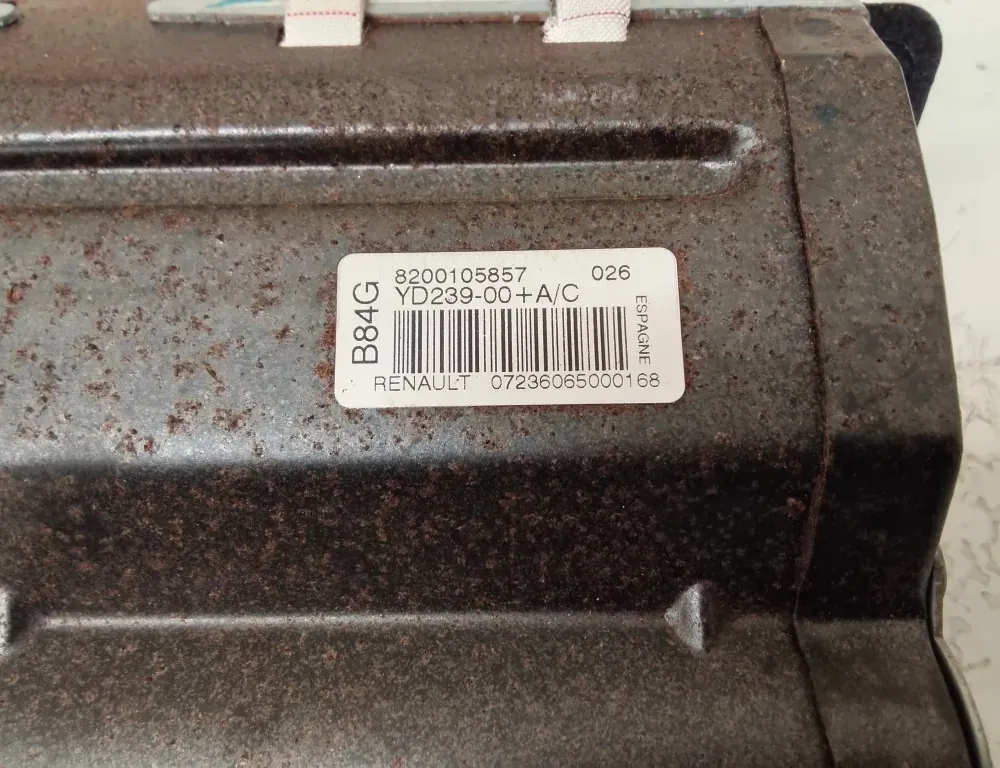 8200105857 026
YD239-00+A/C
B84G
ESPAGNE
RENAULT 07236065000168